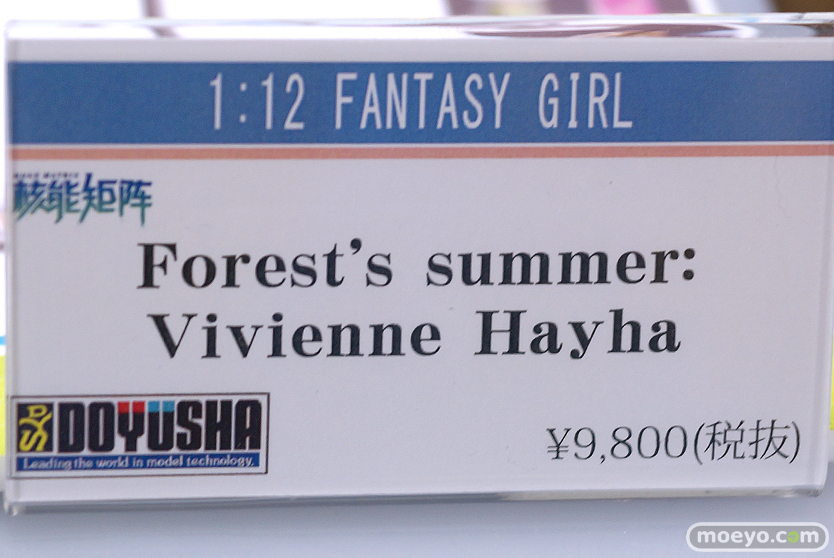 1:12 FANTASY GIRL
核能矩阵
Forest's summer:
Vivienne Hayha
DOYUSHA
Leading the world in model technology.
¥9,800(税抜)
moeyo.com